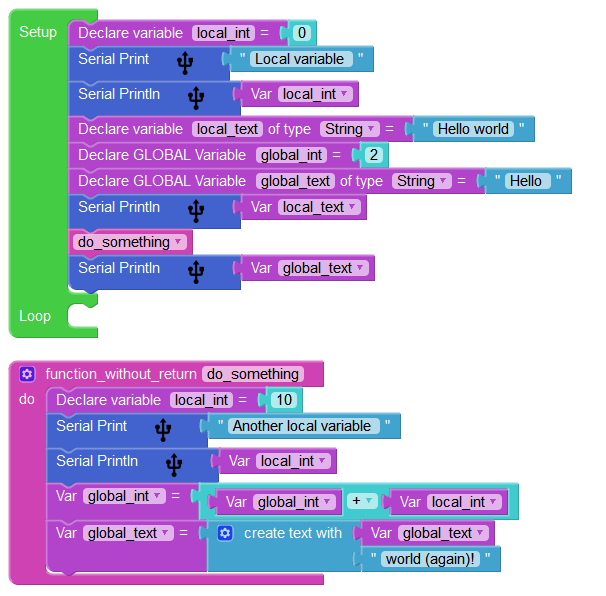 Setup
Declare variable local_int = 0
Serial Print " Local variable "
Serial Println Var local_int
Declare variable local_text of type String = " Hello world "
Declare GLOBAL Variable global_int = 2
Declare GLOBAL Variable global_text of type String = " Hello "
Serial Println Var local_text
do_something
Serial Println Var global_text
Loop
function_without_return do_something
do Declare variable local_int = 10
Serial Print " Another local variable "
Serial Println Var local_int
Var global_int = Var global_int + Var local_int
Var global_text = create text with Var global_text
" world (again)! "